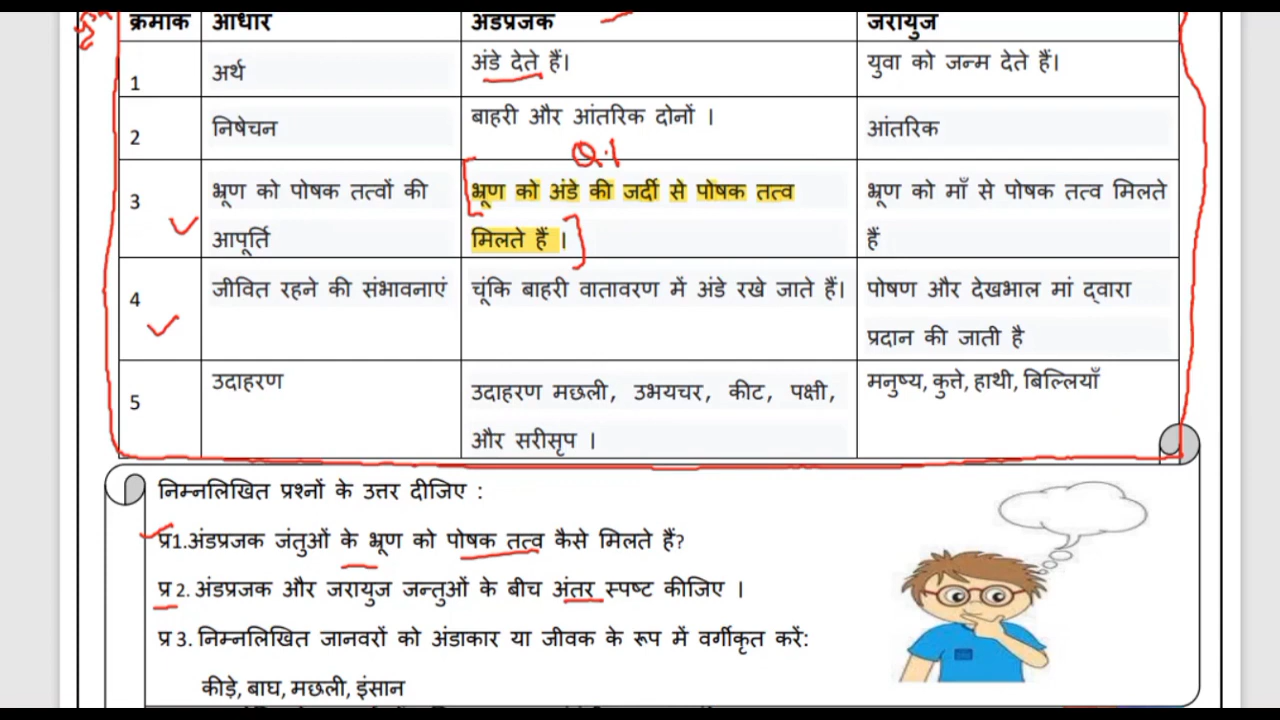 क्रमांक आधार अंडप्रजक जरायुज
1 अर्थ अंडे देते हैं। युवा को जन्म देते हैं।
2 निषेचन बाहरी और आंतरिक दोनों । आंतरिक
Q.1
3 भ्रूण को पोषक तत्वों की भ्रूण को अंडे की जर्दी से पोषक तत्व भ्रूण को माँ से पोषक तत्व मिलते
आपूर्ति मिलते हैं । हैं
4 जीवित रहने की संभावनाएं चूंकि बाहरी वातावरण में अंडे रखे जाते हैं। पोषण और देखभाल मां द्वारा
प्रदान की जाती है
5 उदाहरण उदाहरण मछली, उभयचर, कीट, पक्षी, मनुष्य, कुत्ते, हाथी, बिल्लियाँ
और सरीसृप ।
निम्नलिखित प्रश्नों के उत्तर दीजिए :
प्र1.अंडप्रजक जंतुओं के भ्रूण को पोषक तत्व कैसे मिलते हैं?
प्र 2. अंडप्रजक और जरायुज जन्तुओं के बीच अंतर स्पष्ट कीजिए ।
प्र 3. निम्नलिखित जानवरों को अंडाकार या जीवक के रूप में वर्गीकृत करें:
कीड़े, बाघ, मछली, इंसान